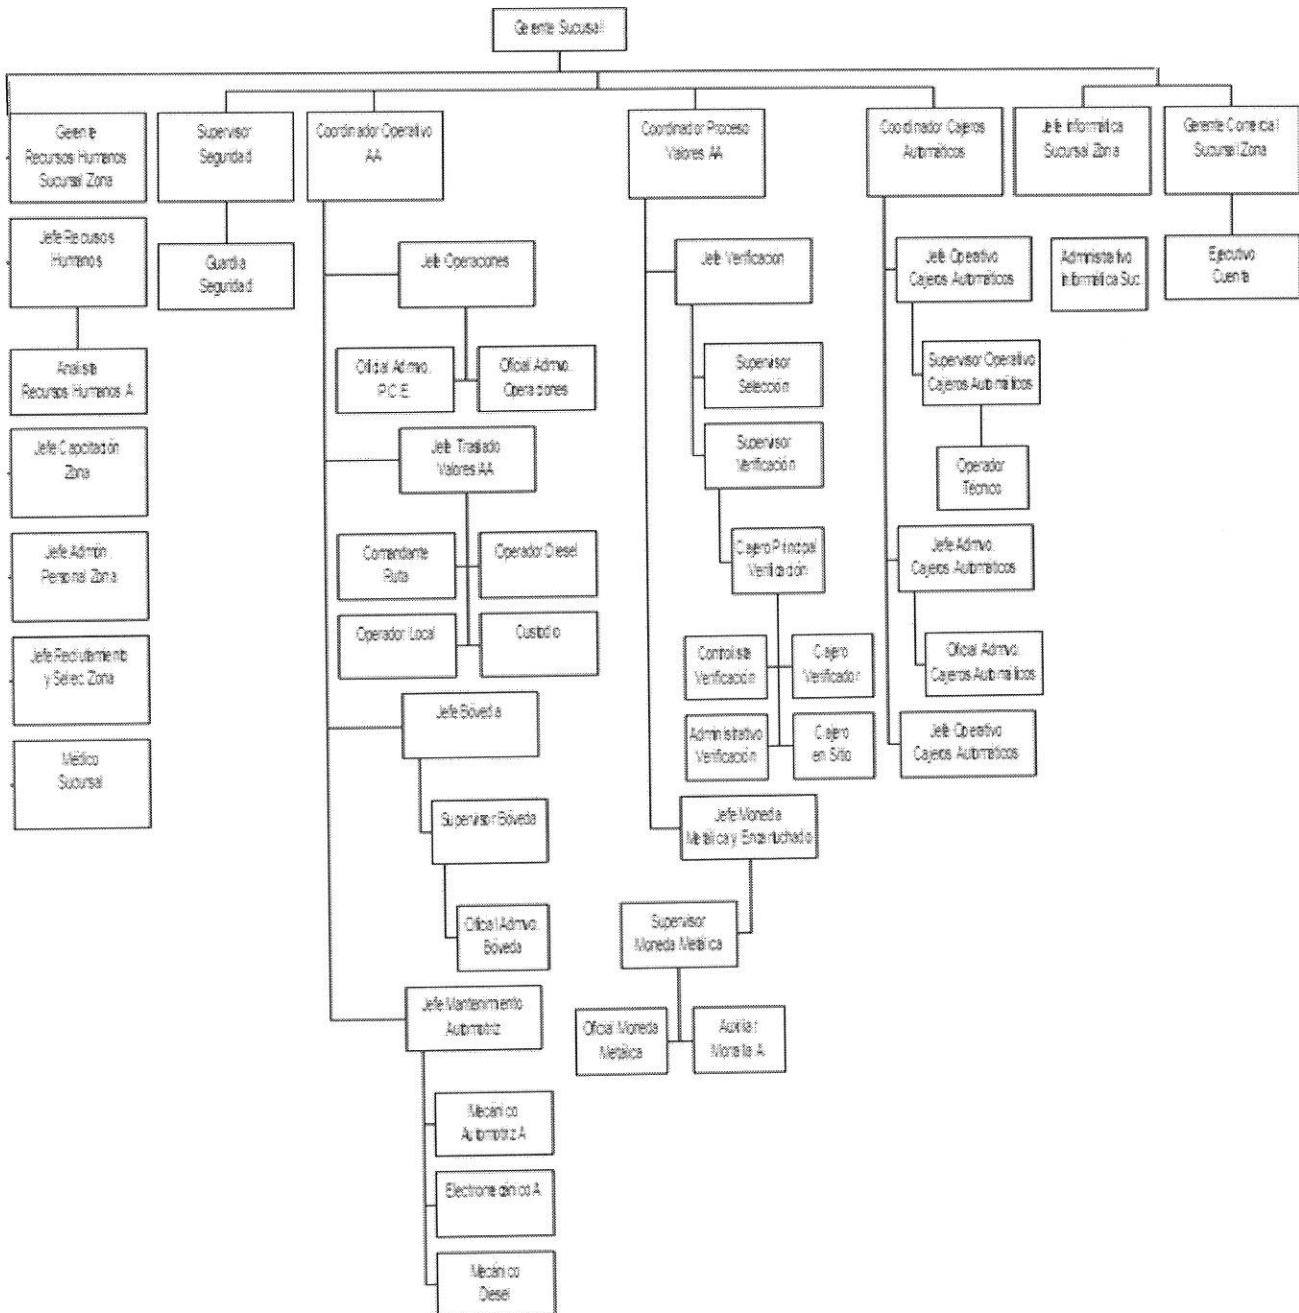 Gerente Sucursal
Gerente
Recursos Humanos
Sucursal Zona
Supervisor
Seguridad
Coordinador Operativo
AA
Coordinador Proceso
Valores AA
Coordinador Cajeros
Automáticos
Jefe Informática
Sucursal Zona
Gerente Comercial
Sucursal Zona
Jefe Recursos
Humanos
Guardia
Seguridad
Jefe Operaciones
Jefe Verificación
Jefe Operativo
Cajeros Automáticos
Administrativo
Informática Suc.
Ejecutivo
Cuenta
Analista
Recursos Humanos A
Oficial Admvo.
P.C.E.
Oficial Admvo.
Operaciones
Supervisor
Selección
Supervisor Operativo
Cajeros Automáticos
Jefe Capacitación
Zona
Jefe Traslado
Valores AA
Supervisor
Verificación
Operador
Técnico
Jefe Admón
Personal Zona
Comandante
Ruta
Operador Diesel
Cajero Principal
Verificación
Jefe Admvo.
Cajeros Automáticos
Jefe Reclutamiento
y Selec. Zona
Operador Local
Custodio
Controlista
Verificación
Cajero
Verificador
Oficial Admvo.
Cajeros Automáticos
Jefe Bóveda
Administrativo
Verificación
Cajero
en Sitio
Jefe Operativo
Cajeros Automáticos
Médico
Sucursal
Supervisor Bóveda
Jefe Moneda
Metálica y Encartuchado
Oficial Admvo.
Bóveda
Supervisor
Moneda Metálica
Jefe Mantenimiento
Automotriz
Oficial Moneda
Metálica
Auxiliar
Morralla A
Mecánico
Automotriz A
Electromecánico A
Mecánico
Diesel